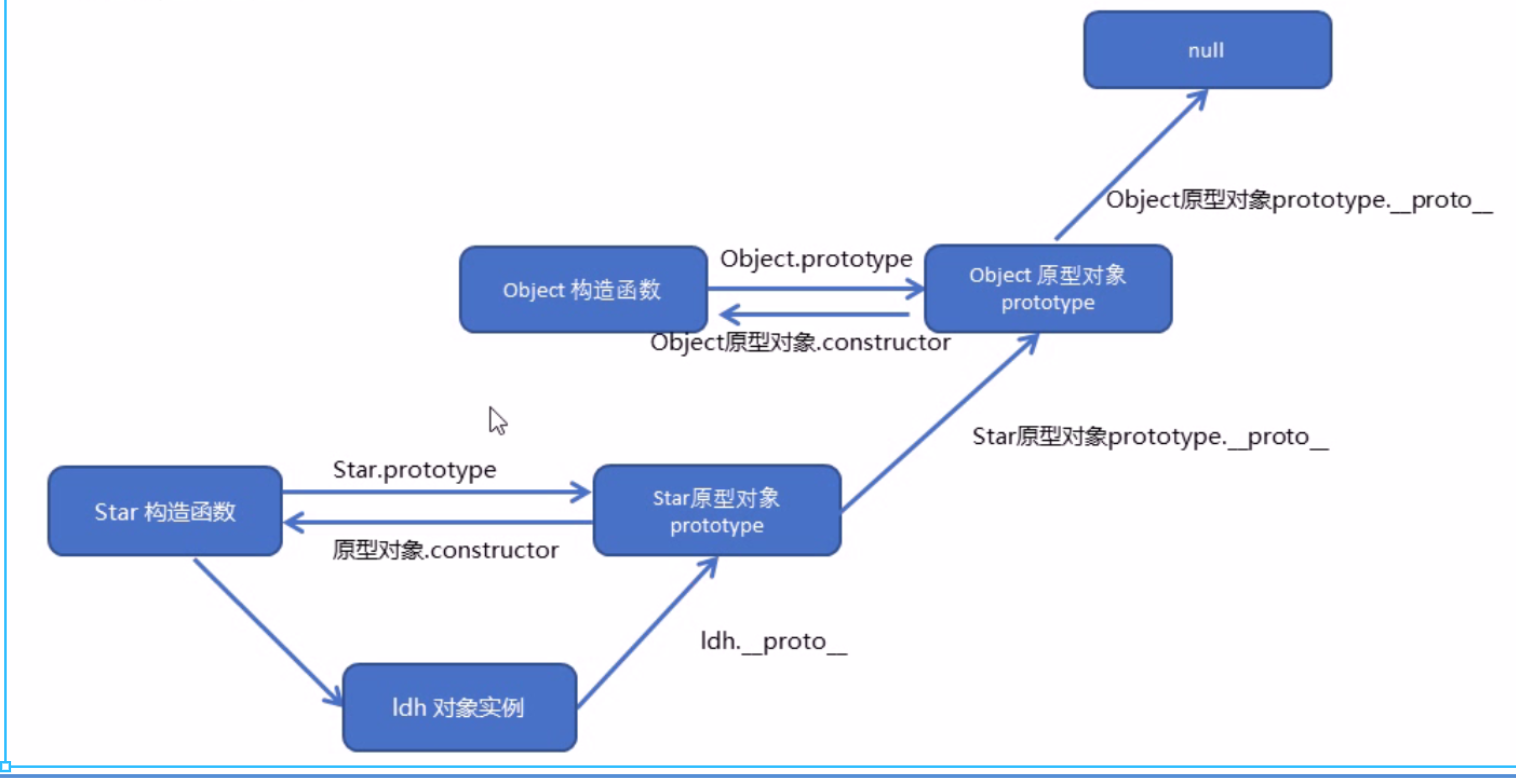 null
Object原型对象prototype.__proto__
Object.prototype
Object 构造函数
Object 原型对象
prototype
Object原型对象.constructor
Star原型对象prototype.__proto__
Star.prototype
Star 构造函数
Star原型对象
prototype
原型对象.constructor
ldh.__proto__
ldh 对象实例